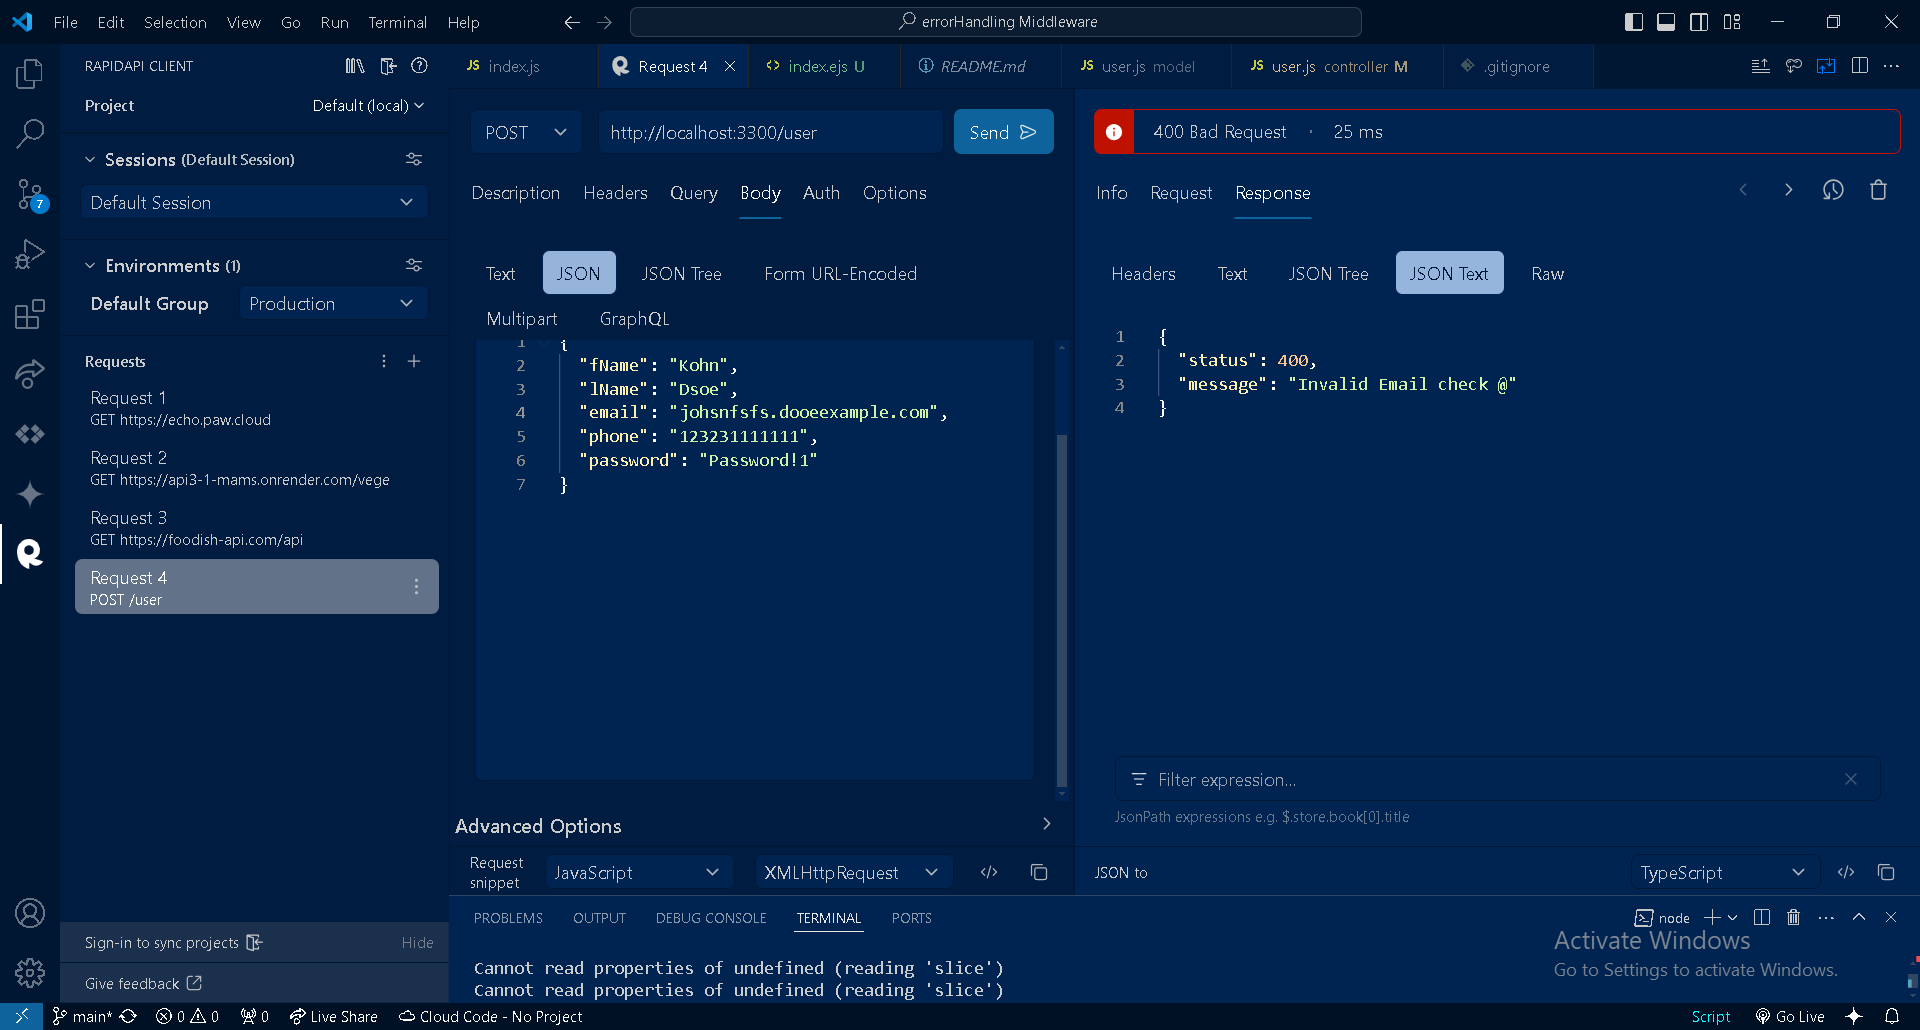 File Edit Selection View Go Run Terminal Help
errorHandling Middleware
RAPIDAPI CLIENT
Project Default (local)
Sessions (Default Session)
Default Session
Environments (1)
Default Group Production
Requests
Request 1
GET https://echo.paw.cloud
Request 2
GET https://api3-1-mams.onrender.com/vege
Request 3
GET https://foodish-api.com/api
Request 4
POST /user
Sign-in to sync projects Hide
Give feedback
7
JS index.js Request 4 index.ejs U README.md JS user.js model JS user.js controller M .gitignore
POST http://localhost:3300/user Send
Description Headers Query Body Auth Options
Text JSON JSON Tree Form URL-Encoded
Multipart GraphQL
1 {
2 "fName": "Kohn",
3 "lName": "Dsoe",
4 "email": "johsnfsfs.dooeexample.com",
5 "phone": "123231111111",
6 "password": "Password!1"
7 }
Advanced Options
Request snippet JavaScript XMLHttpRequest
400 Bad Request · 25 ms
Info Request Response
Headers Text JSON Tree JSON Text Raw
1 {
2 "status": 400,
3 "message": "Invalid Email check @"
4 }
Filter expression...
JsonPath expressions e.g. $.store.book[0].title
JSON to TypeScript
PROBLEMS OUTPUT DEBUG CONSOLE TERMINAL PORTS node
Cannot read properties of undefined (reading 'slice')
Cannot read properties of undefined (reading 'slice')
Activate Windows
Go to Settings to activate Windows.
main* 0 0 0 Live Share Cloud Code - No Project Script Go Live